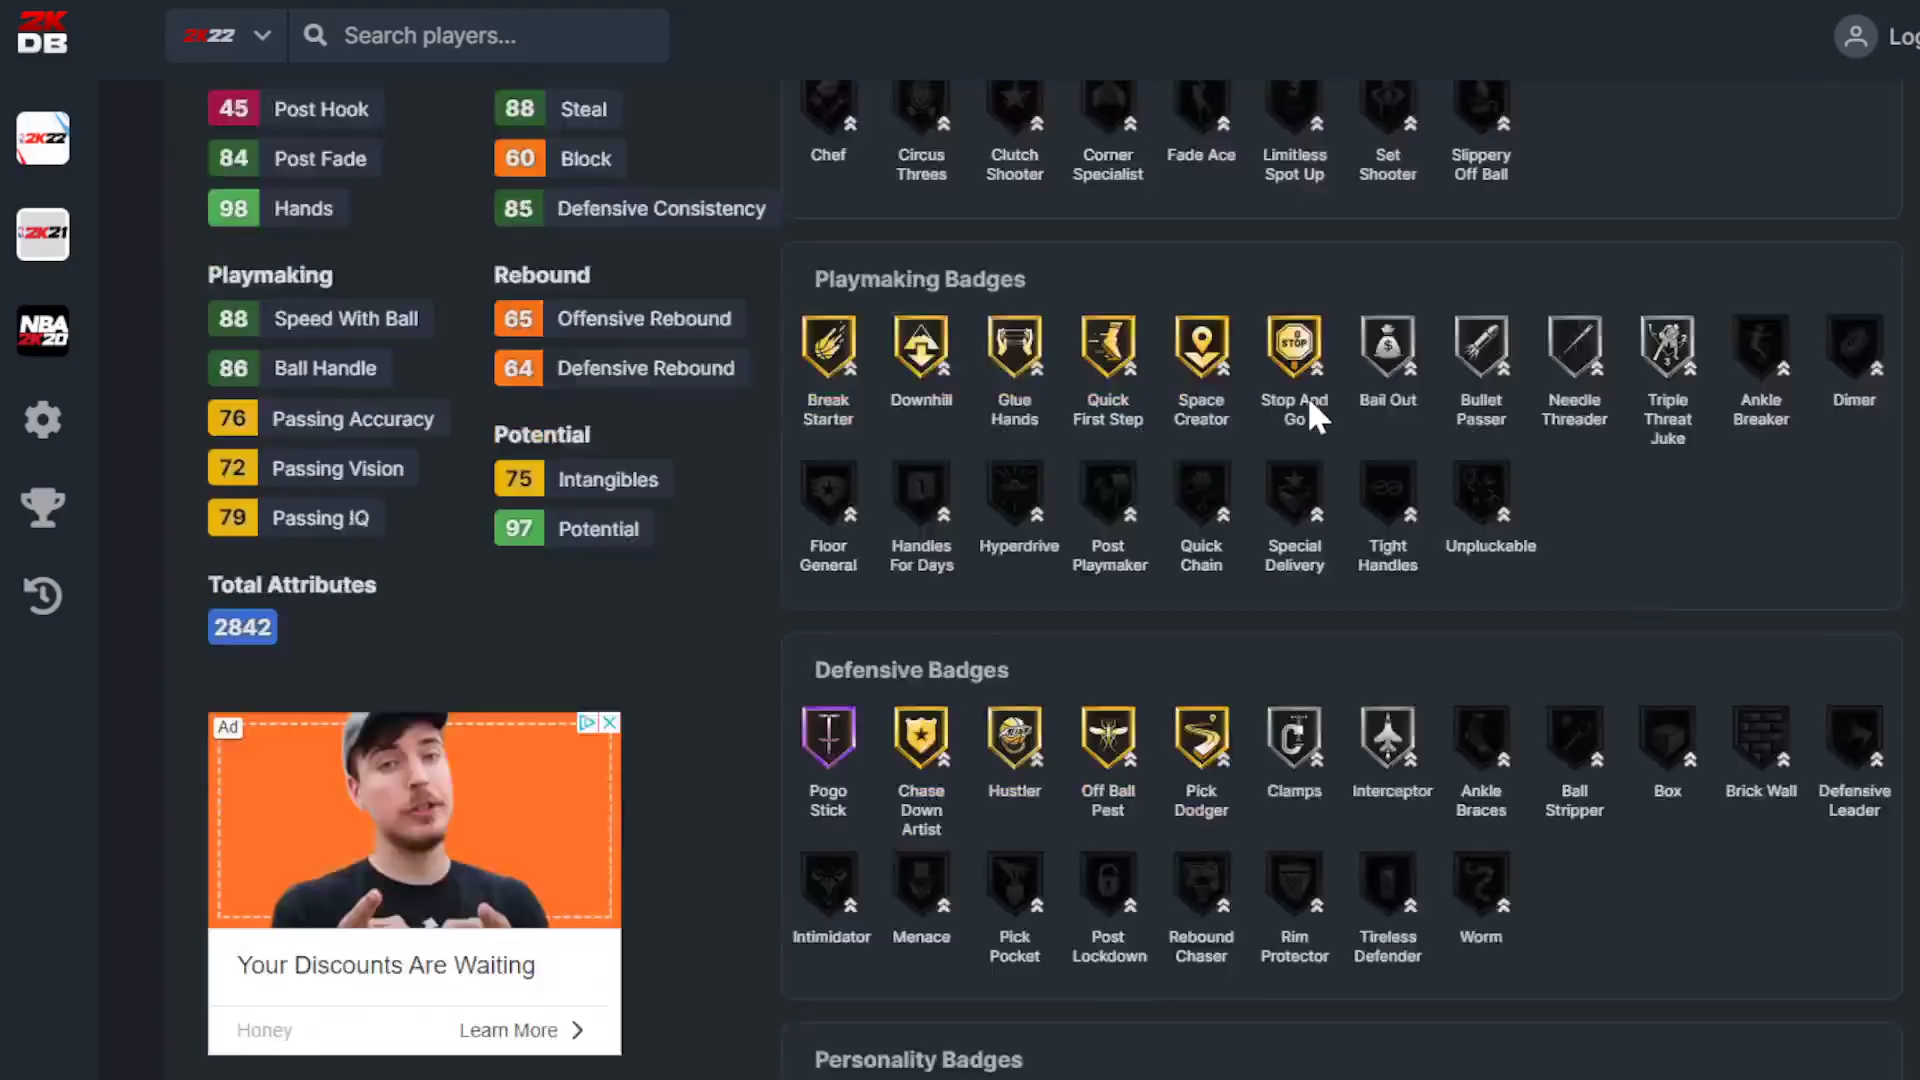 2K
DB
2K22
Search players...
Log
2K22
2K21
NBA
2K20
45 Post Hook
84 Post Fade
98 Hands
88 Steal
60 Block
85 Defensive Consistency
Playmaking
88 Speed With Ball
86 Ball Handle
76 Passing Accuracy
72 Passing Vision
79 Passing IQ
Rebound
65 Offensive Rebound
64 Defensive Rebound
Potential
75 Intangibles
97 Potential
Total Attributes
2842
Ad
Your Discounts Are Waiting
Honey
Learn More
Chef
Circus
Threes
Clutch
Shooter
Corner
Specialist
Fade Ace
Limitless
Spot Up
Set
Shooter
Slippery
Off Ball
Playmaking Badges
Break
Starter
Downhill
Glue
Hands
Quick
First Step
Space
Creator
STOP
Stop And
Go
Bail Out
Bullet
Passer
Needle
Threader
Triple
Threat
Juke
Ankle
Breaker
Dimer
Floor
General
Handles
For Days
Hyperdrive
Post
Playmaker
Quick
Chain
Special
Delivery
Tight
Handles
Unpluckable
Defensive Badges
Pogo
Stick
Chase
Down
Artist
Hustler
Off Ball
Pest
Pick
Dodger
Clamps
Interceptor
Ankle
Braces
Ball
Stripper
Box
Brick Wall
Defensive
Leader
Intimidator
Menace
Pick
Pocket
Post
Lockdown
Rebound
Chaser
Rim
Protector
Tireless
Defender
Worm
Personality Badges